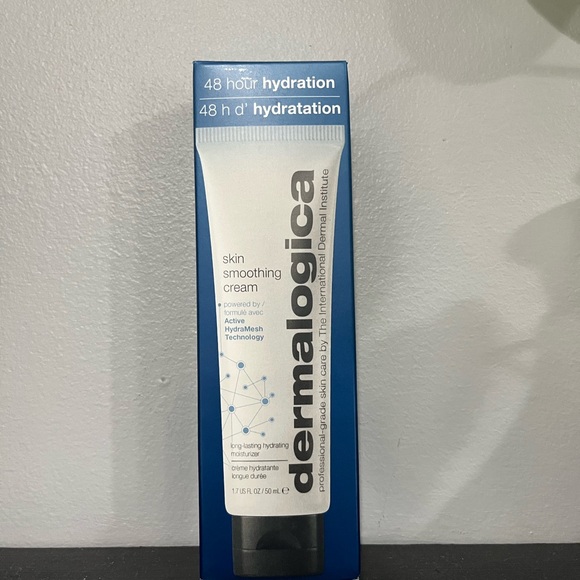 48 hour hydration
48 h d' hydratation
skin
smoothing
cream
powered by /
formulé avec
Active
HydraMesh
Technology
long-lasting hydrating
moisturizer
crème hydratante
longue durée
1.7 US FL OZ / 50 mL ℮
dermalogica
professional-grade skin care by The International Dermal Institute